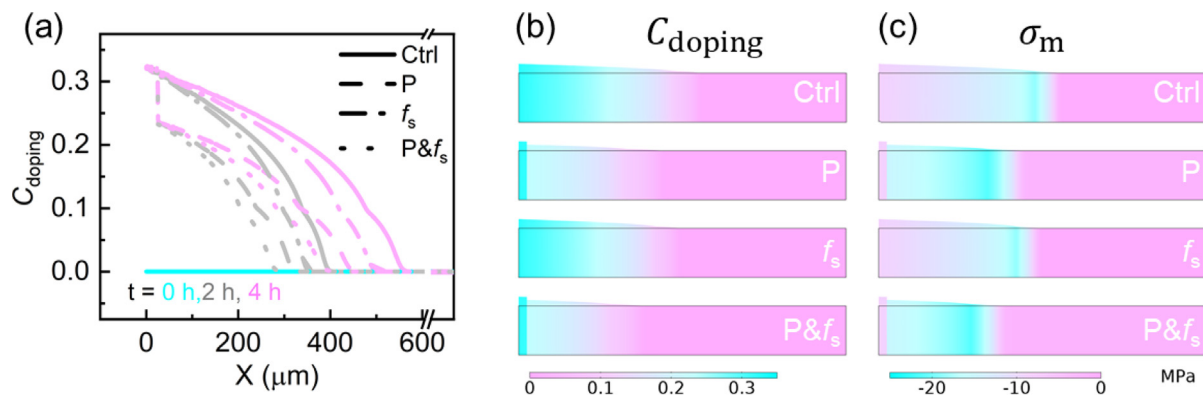 (a)
C_doping
0.3
0.2
0.1
0.0
Ctrl
P
f_s
P&f_s
t = 0 h, 2 h, 4 h
0 200 400 600
X (μm)
(b) C_doping
Ctrl
P
f_s
P&f_s
0 0.1 0.2 0.3
(c) σ_m
Ctrl
P
f_s
P&f_s
-20 -10 0 MPa